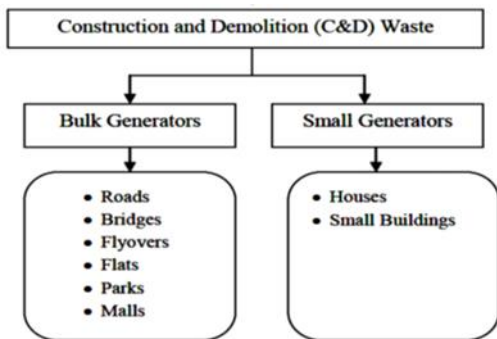 Construction and Demolition (C&D) Waste
Bulk Generators
Small Generators
• Roads
• Bridges
• Flyovers
• Flats
• Parks
• Malls
• Houses
• Small Buildings